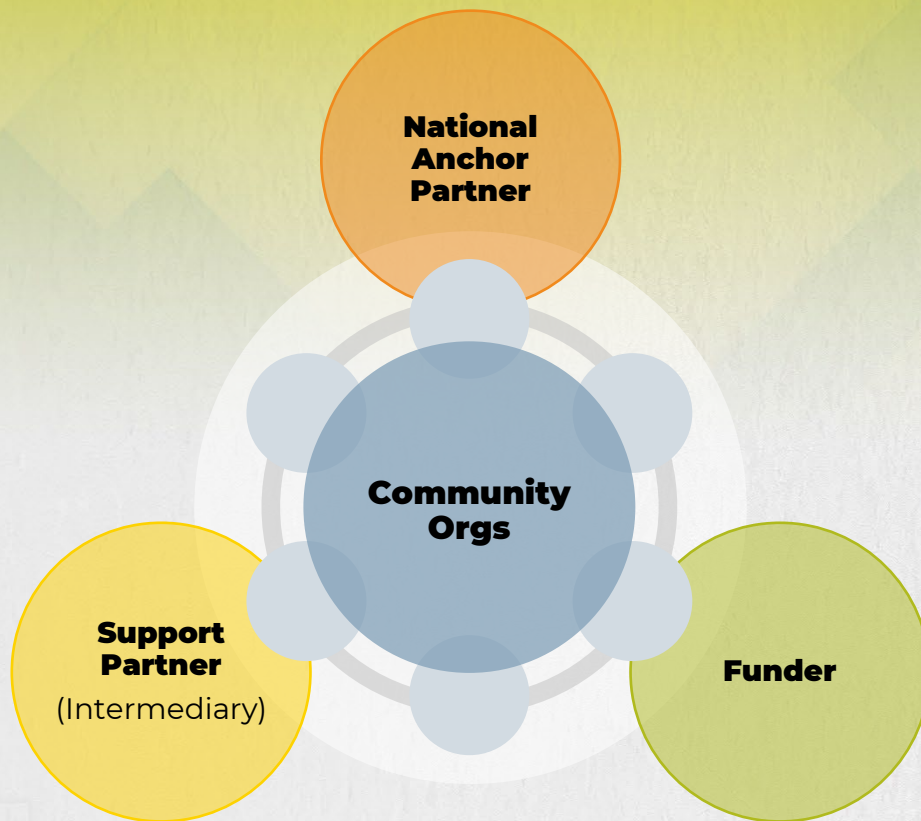 National
Anchor
Partner
Community
Orgs
Support
Partner
(Intermediary)
Funder